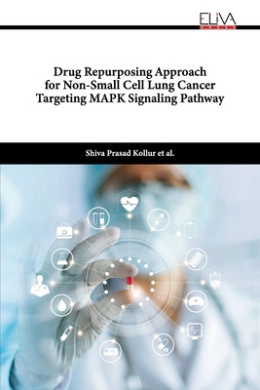 ELIVA
PRESS
Drug Repurposing Approach
for Non-Small Cell Lung Cancer
Targeting MAPK Signaling Pathway
Shiva Prasad Kollur et al.